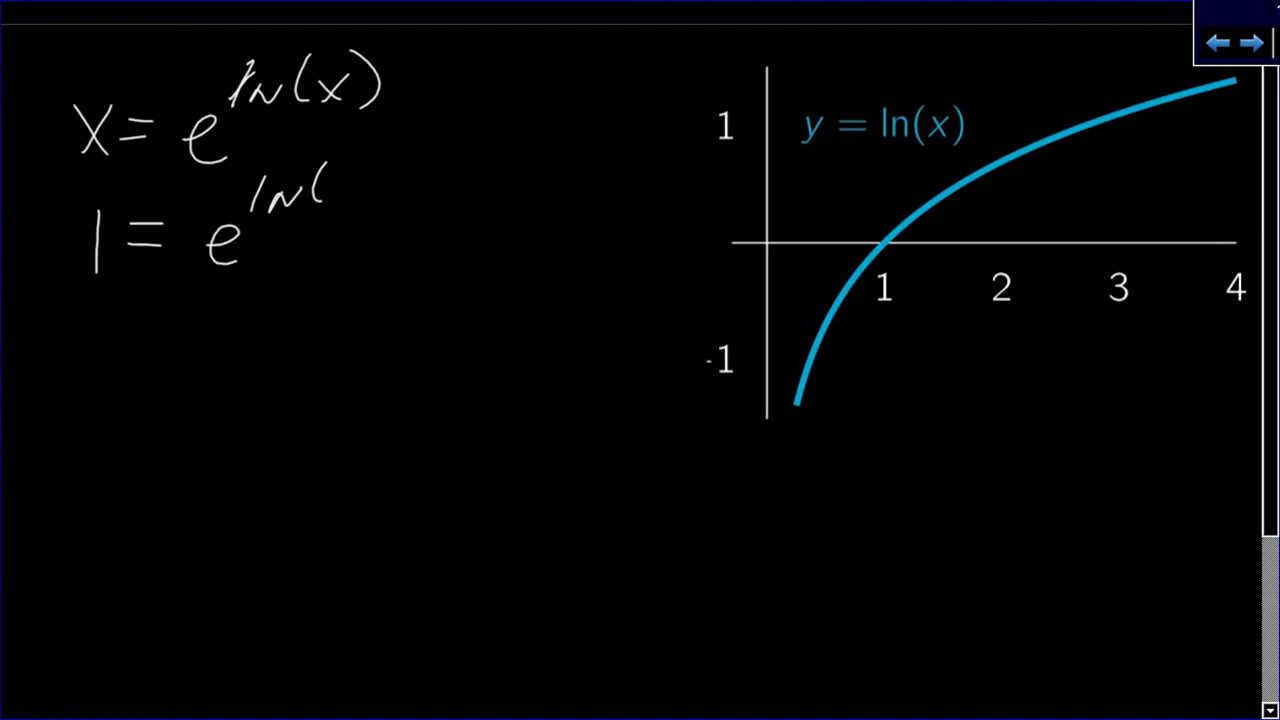 x = e^ln(x)
1 = e^ln(
y = ln(x)
1
-1
1 2 3 4